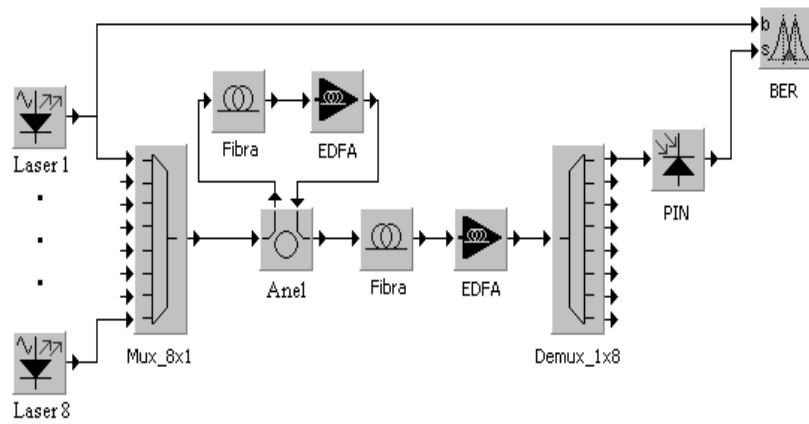 b
s
BER
Laser 1
Fibra
EDFA
PIN
Anel
Fibra
EDFA
Mux_8x1
Demux_1x8
Laser 8